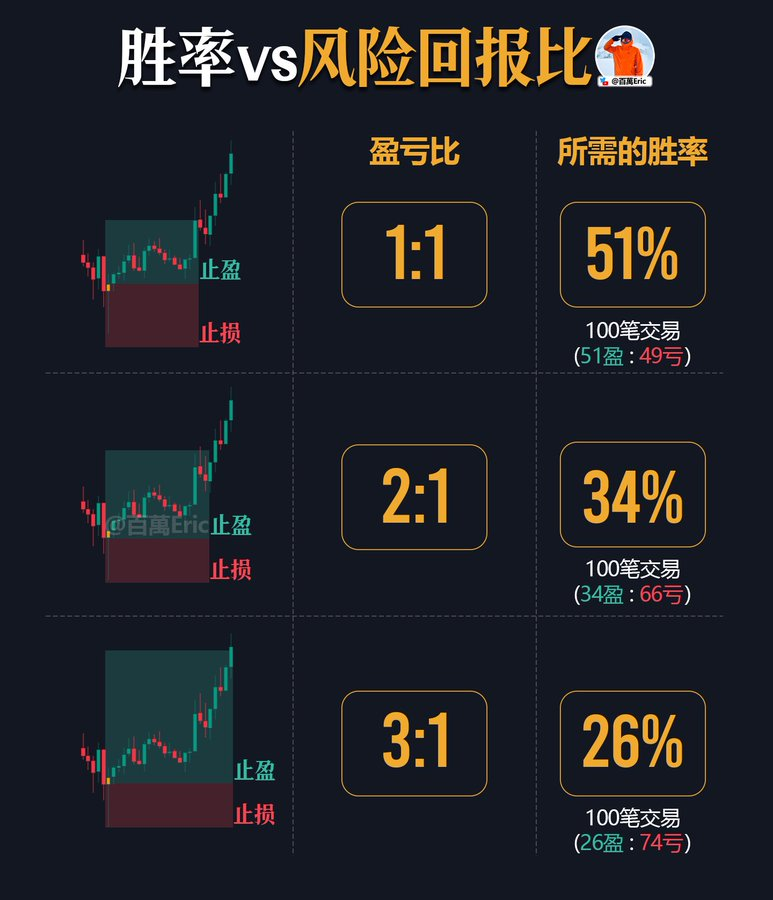 胜率vs风险回报比
@百萬Eric
盈亏比
所需的胜率
止盈
止损
1:1
51%
100笔交易
(51盈 : 49亏)
@百萬Eric
止盈
止损
2:1
34%
100笔交易
(34盈 : 66亏)
止盈
止损
3:1
26%
100笔交易
(26盈 : 74亏)